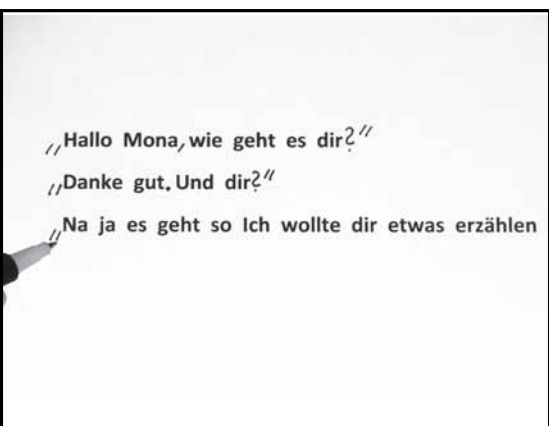 „Hallo Mona, wie geht es dir?“
„Danke gut. Und dir?“
„Na ja es geht so Ich wollte dir etwas erzählen